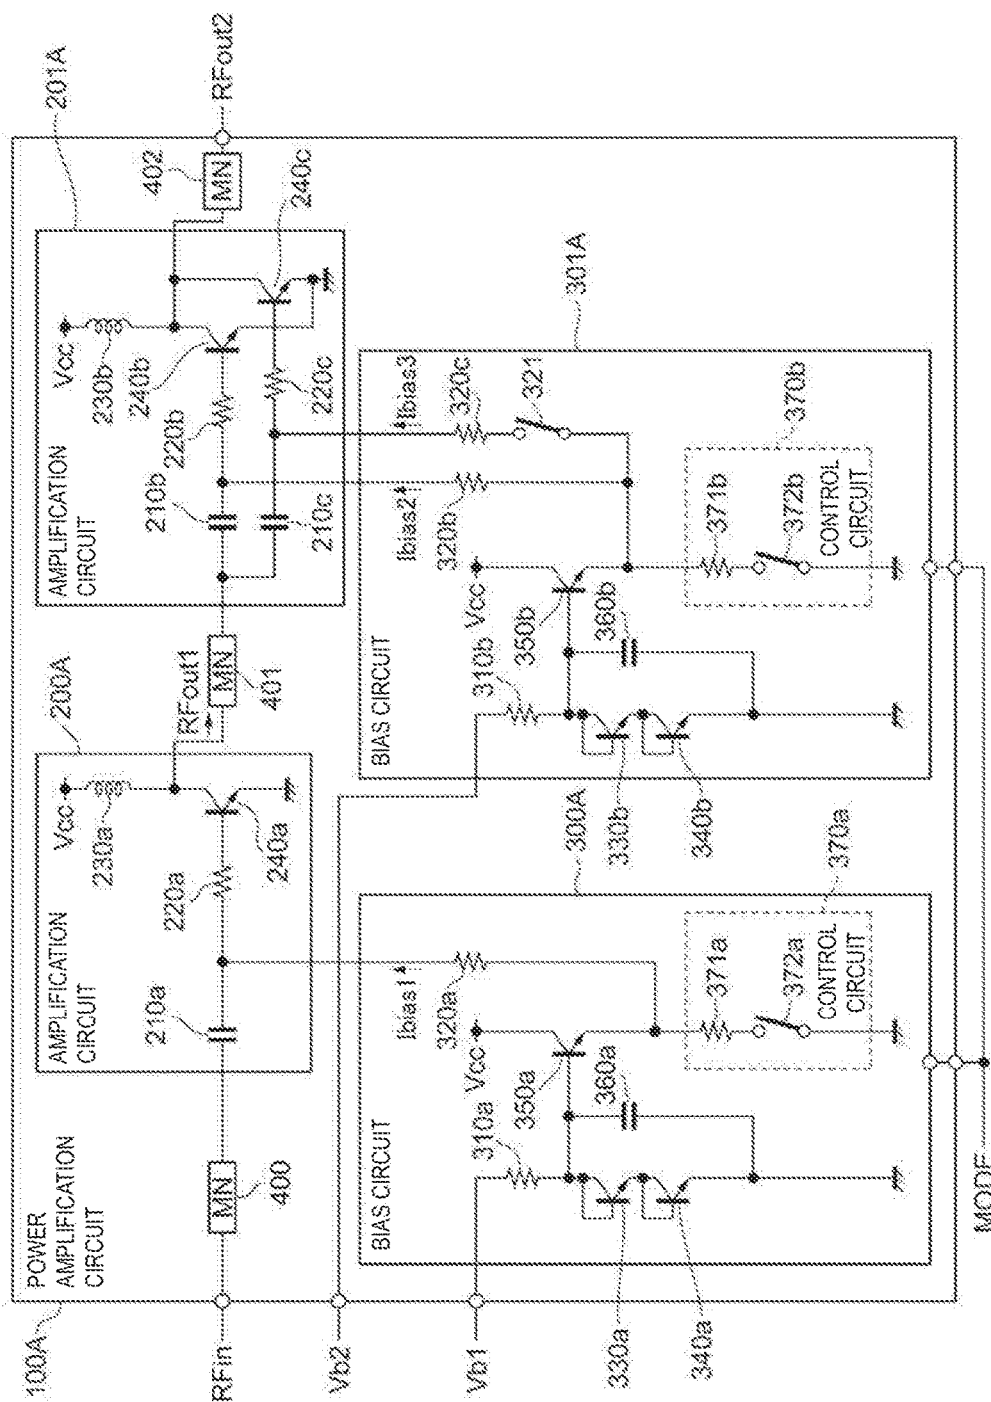 100A
POWER
AMPLIFICATION
CIRCUIT
RFin
MN
400
AMPLIFICATION
CIRCUIT
200A
210a
220a
Vcc
230a
240a
RFout1
MN
401
AMPLIFICATION
CIRCUIT
201A
210b
210c
220b
220c
Vcc
230b
240b
240c
402
MN
RFout2
Vb2
Vb1
BIAS CIRCUIT
300A
310a
Vcc
350a
360a
330a
340a
Ibias1
320a
370a
371a
372a
CONTROL
CIRCUIT
BIAS CIRCUIT
301A
310b
Vcc
350b
360b
330b
340b
Ibias2
320b
Ibias3
320c
321
370b
371b
372b
CONTROL
CIRCUIT
MODE